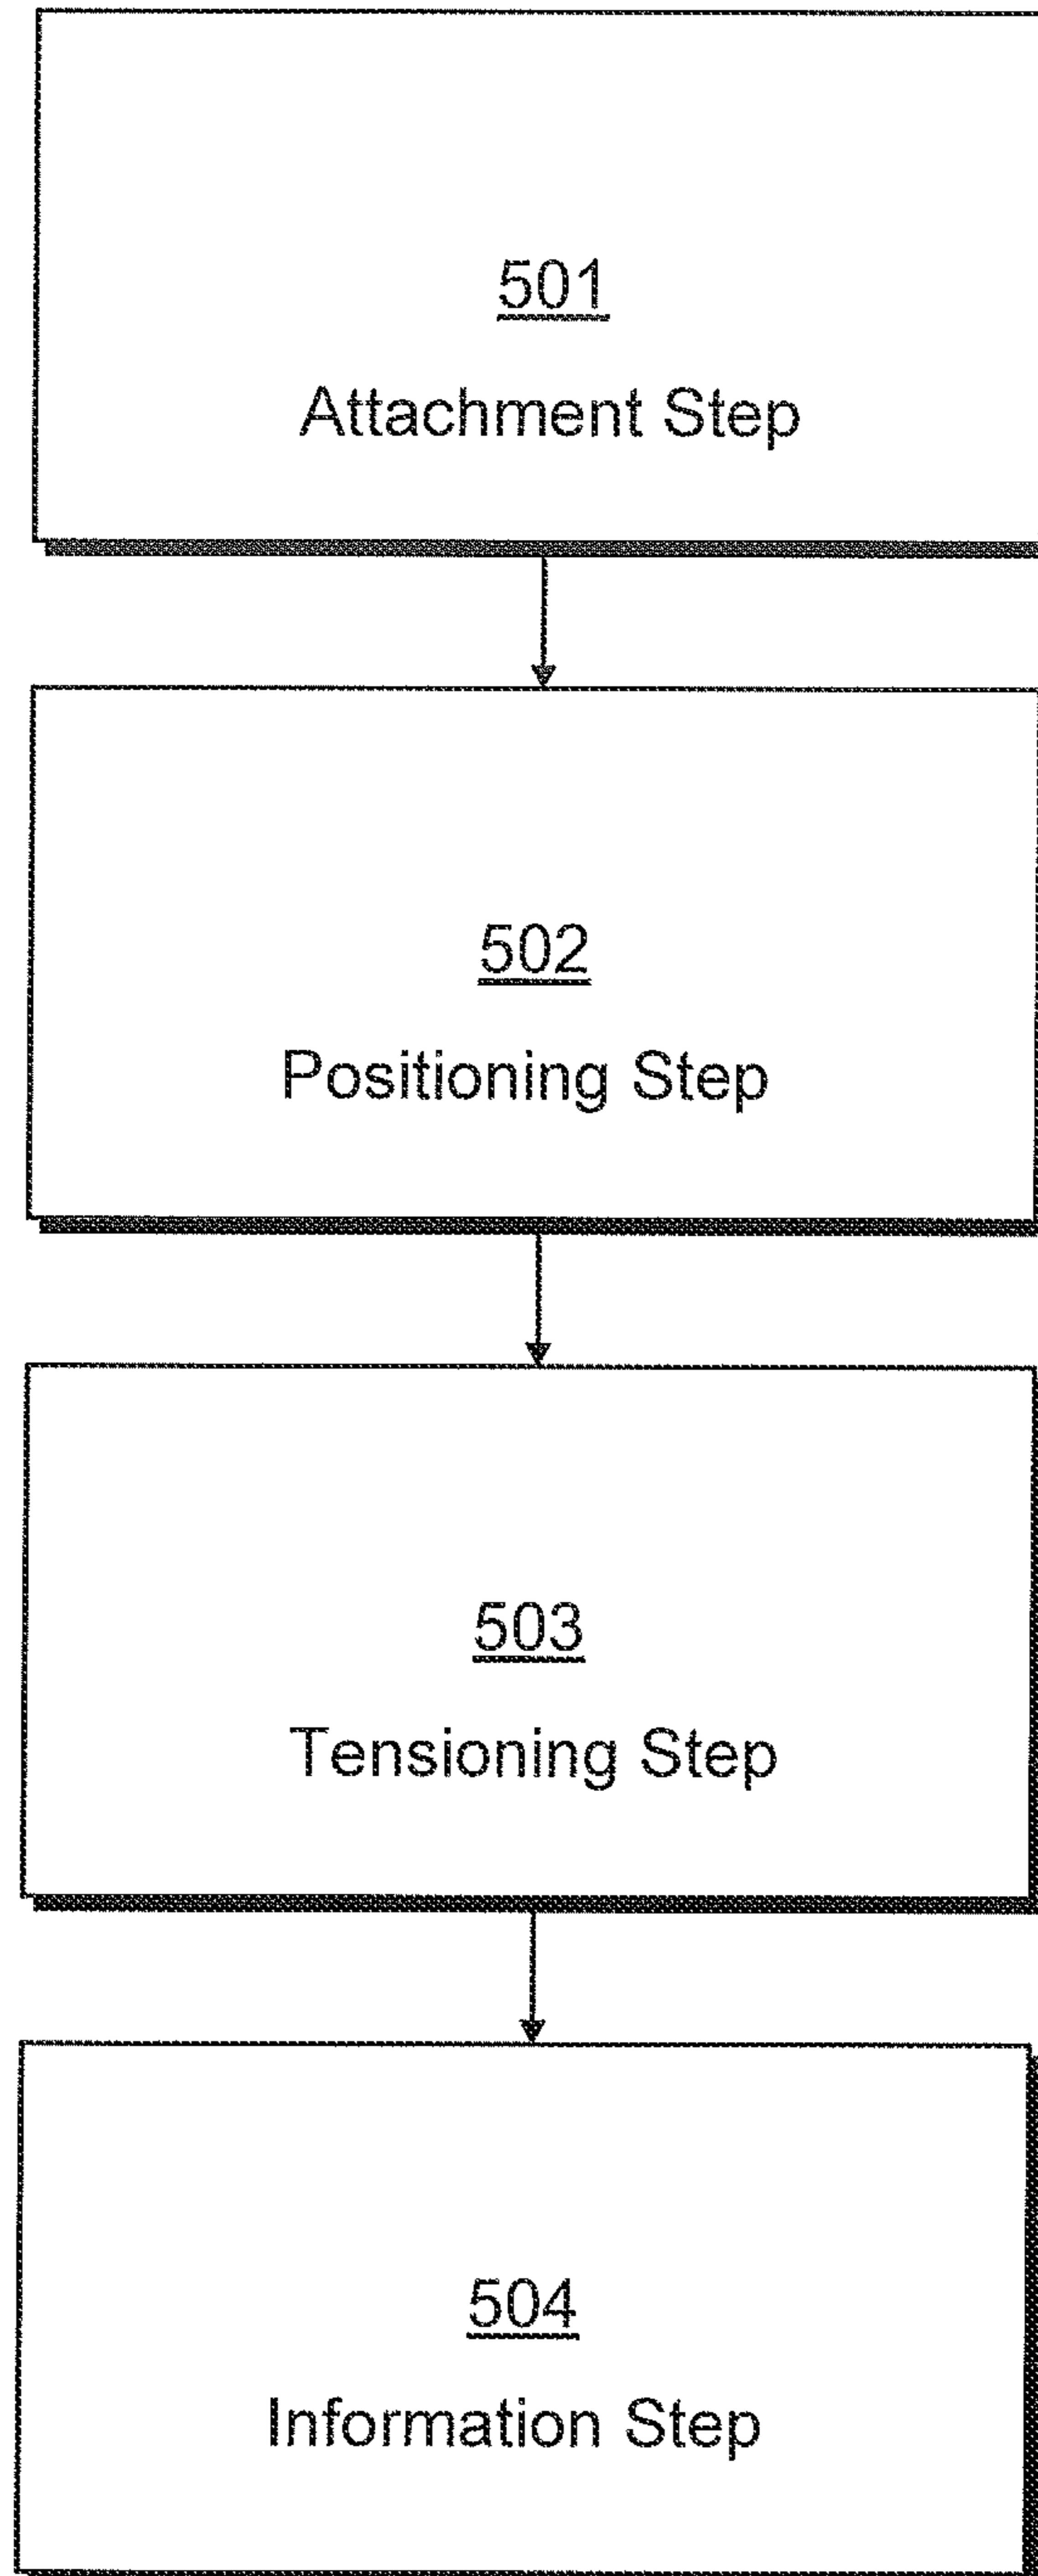 501
Attachment Step
502
Positioning Step
503
Tensioning Step
504
Information Step